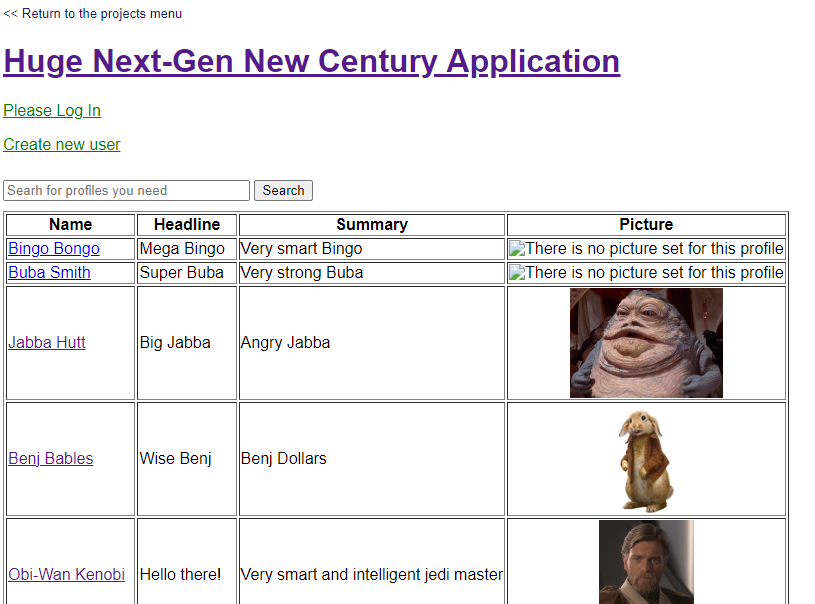 << Return to the projects menu
Huge Next-Gen New Century Application
Please Log In
Create new user
Searh for profiles you need Search
Name Headline Summary Picture
Bingo Bongo Mega Bingo Very smart Bingo There is no picture set for this profile
Buba Smith Super Buba Very strong Buba There is no picture set for this profile
Jabba Hutt Big Jabba Angry Jabba
Benj Bables Wise Benj Benj Dollars
Obi-Wan Kenobi Hello there! Very smart and intelligent jedi master